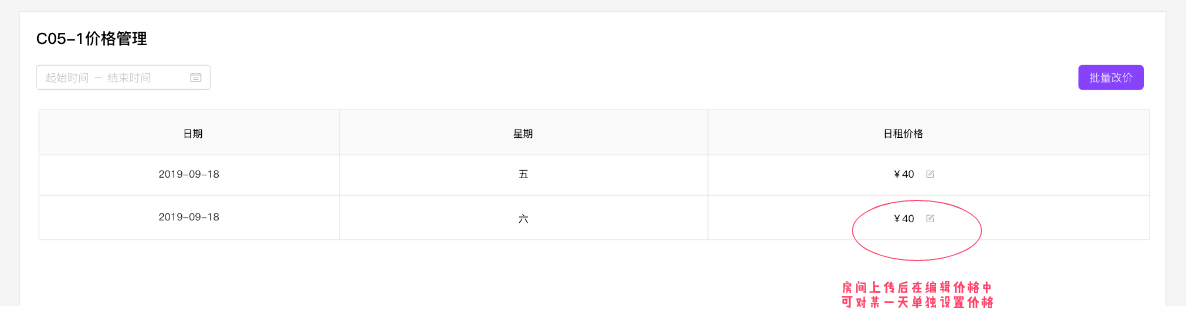 C05-1价格管理
起始时间 - 结束时间
批量改价
日期 星期 日租价格
2019-09-18 五 ¥40
2019-09-18 六 ¥40
房间上传后在编辑价格中
可对某一天单独设置价格